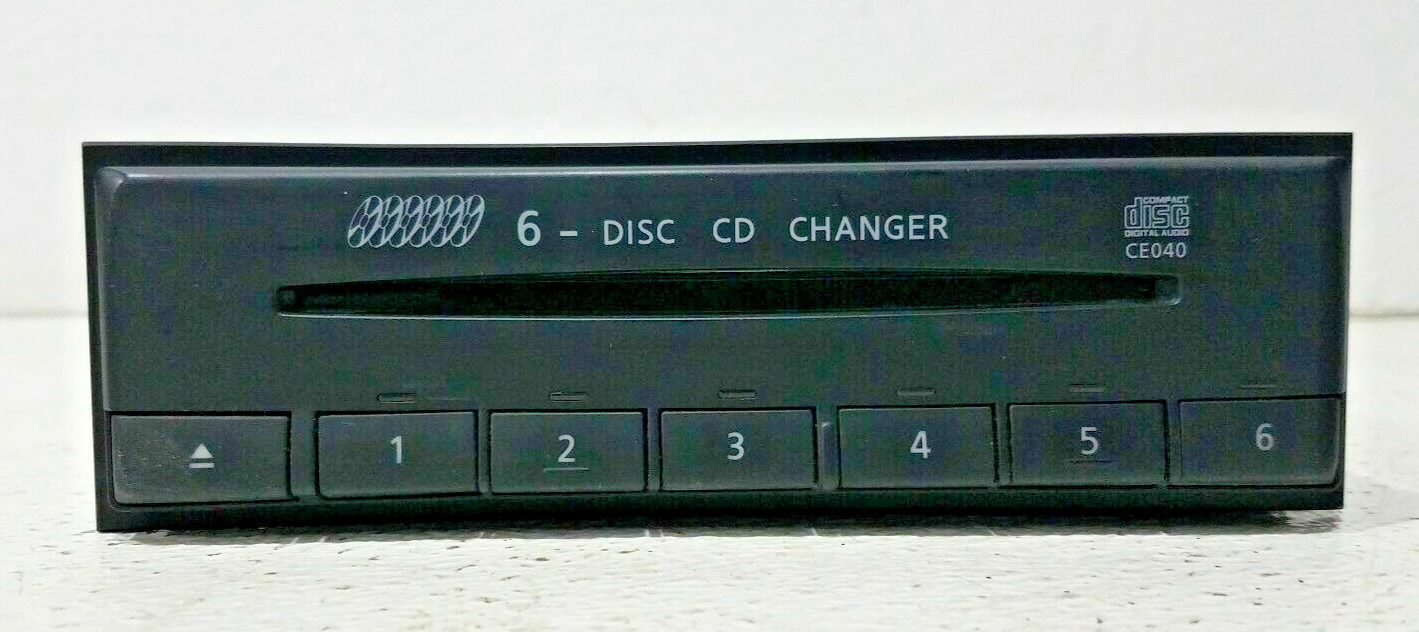 6 - DISC CD CHANGER
COMPACT
disc
DIGITAL AUDIO
CE040
1 2 3 4 5 6